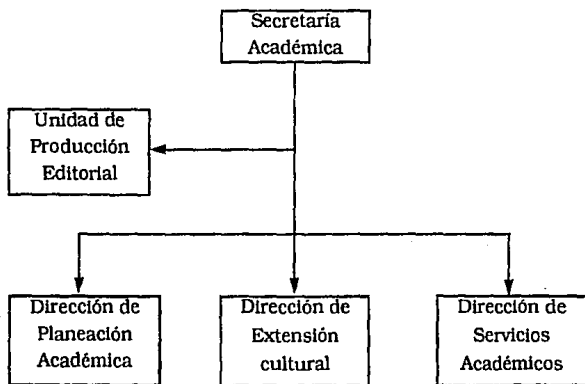 Secretaría
Académica
Unidad de
Producción
Editorial
Dirección de
Planeación
Académica
Dirección de
Extensión
cultural
Dirección de
Servicios
Académicos